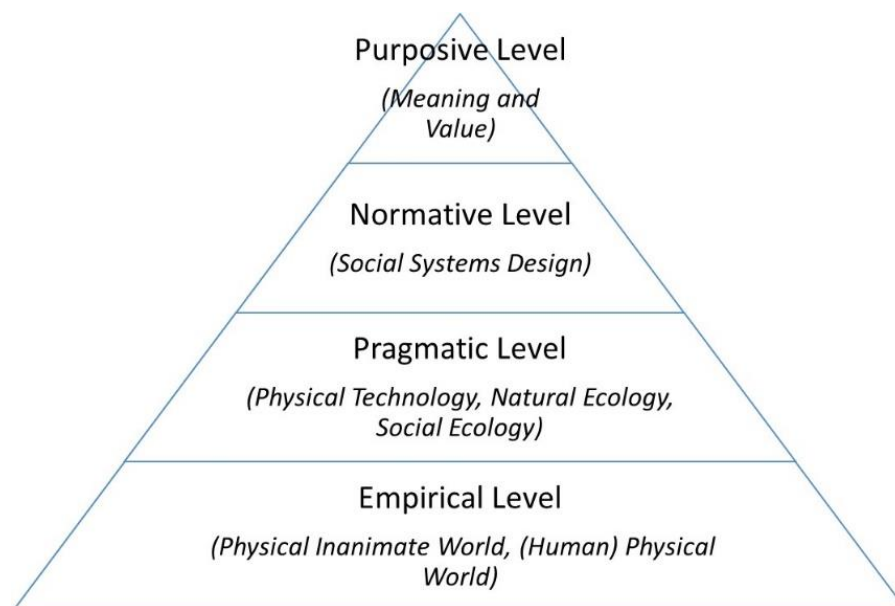 Purposive Level
(Meaning and
Value)
Normative Level
(Social Systems Design)
Pragmatic Level
(Physical Technology, Natural Ecology,
Social Ecology)
Empirical Level
(Physical Inanimate World, (Human) Physical
World)